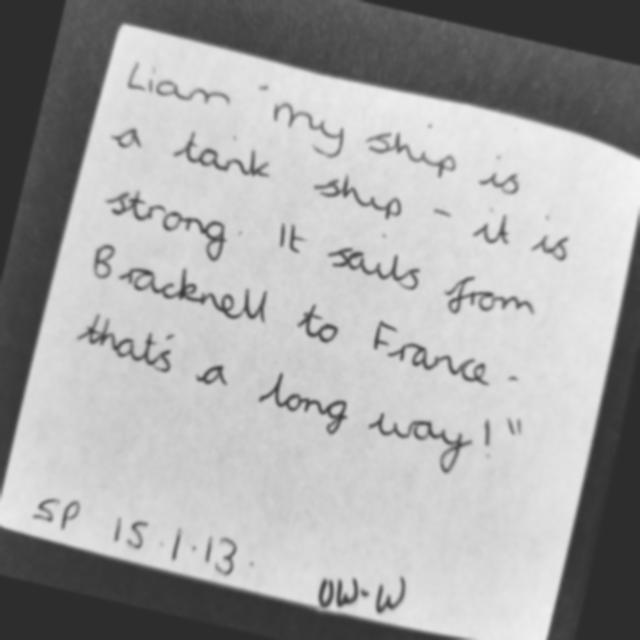 Liam "my ship is
a tank ship - it is
strong. It sails from
Bracknell to France -
that's a long way!"
SP 15.1.13.
UW-W